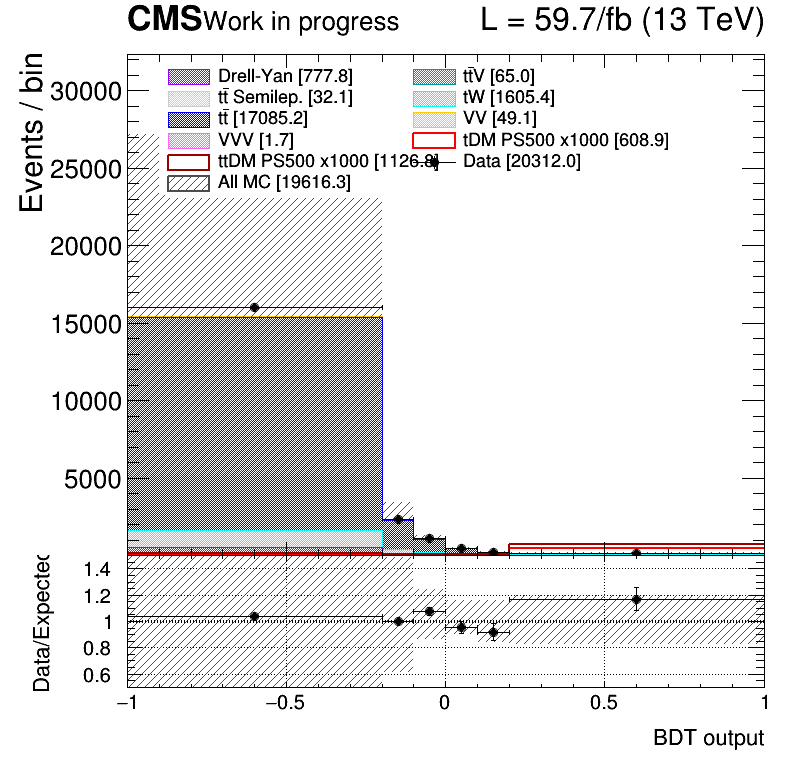 CMS Work in progress L = 59.7/fb (13 TeV)
Events / bin
Drell-Yan [777.8] tt̄V [65.0]
tt̄ Semilep. [32.1] tW [1605.4]
tt̄ [17085.2] VV [49.1]
VVV [1.7] tDM PS500 x1000 [608.9]
ttDM PS500 x1000 [1126.8] Data [20312.0]
All MC [19616.3]
30000
25000
20000
15000
10000
5000
Data/Expected
1.4
1.2
1
0.8
0.6
−1 −0.5 0 0.5 1
BDT output